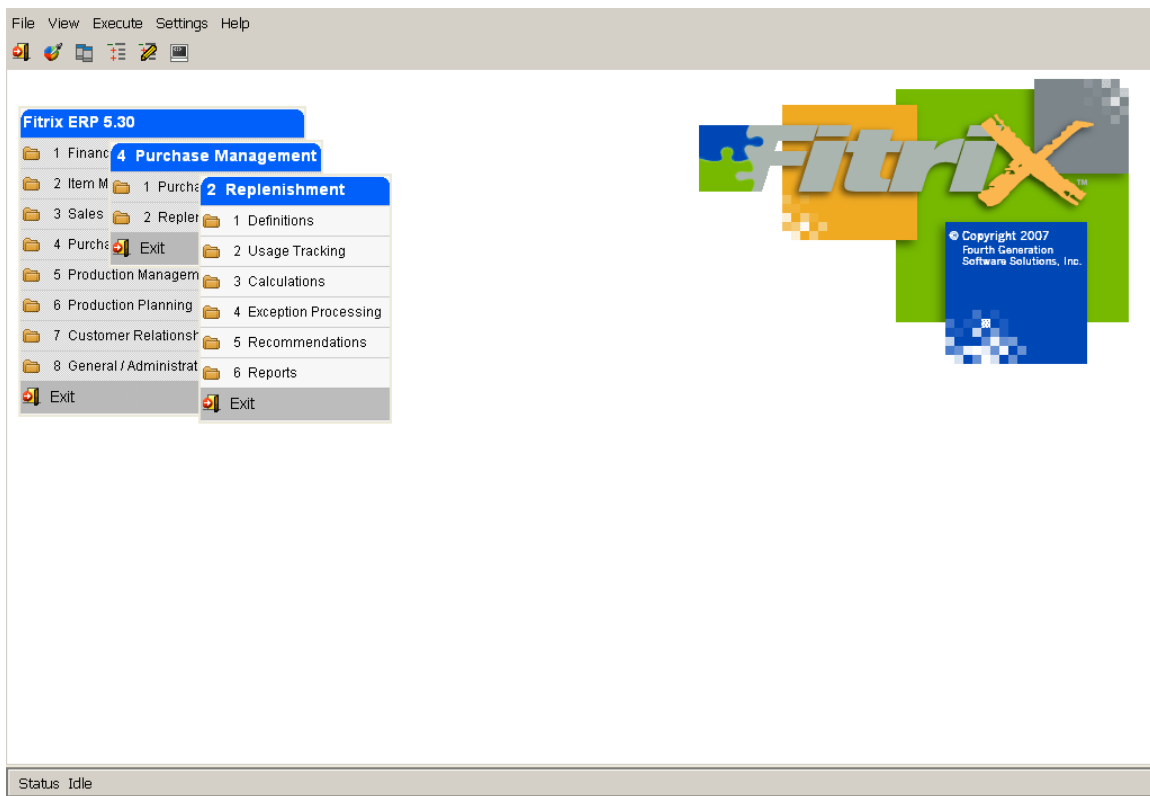 File View Execute Settings Help
Fitrix ERP 5.30
1 Financ
2 Item M
3 Sales
4 Purcha
5 Production Managem
6 Production Planning
7 Customer Relationsh
8 General / Administrat
Exit
4 Purchase Management
1 Purcha
2 Repler
Exit
2 Replenishment
1 Definitions
2 Usage Tracking
3 Calculations
4 Exception Processing
5 Recommendations
6 Reports
Exit
Fitrix™
© Copyright 2007
Fourth Generation
Software Solutions, Inc.
Status Idle